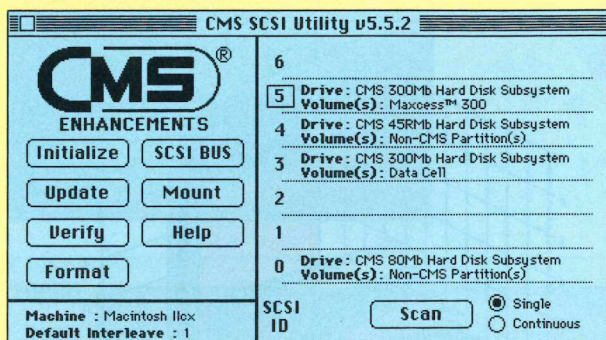 CMS SCSI Utility v5.5.2
CMS®
ENHANCEMENTS
Initialize
SCSI BUS
Update
Mount
Verify
Help
Format
Machine : Macintosh IIcx
Default Interleave : 1
6
5
Drive: CMS 300Mb Hard Disk Subsystem
Volume(s): Maxcess™ 300
4
Drive: CMS 45RMb Hard Disk Subsystem
Volume(s): Non-CMS Partition(s)
3
Drive: CMS 300Mb Hard Disk Subsystem
Volume(s): Data Cell
2
1
0
Drive: CMS 80Mb Hard Disk Subsystem
Volume(s): Non-CMS Partition(s)
SCSI
ID
Scan
Single
Continuous